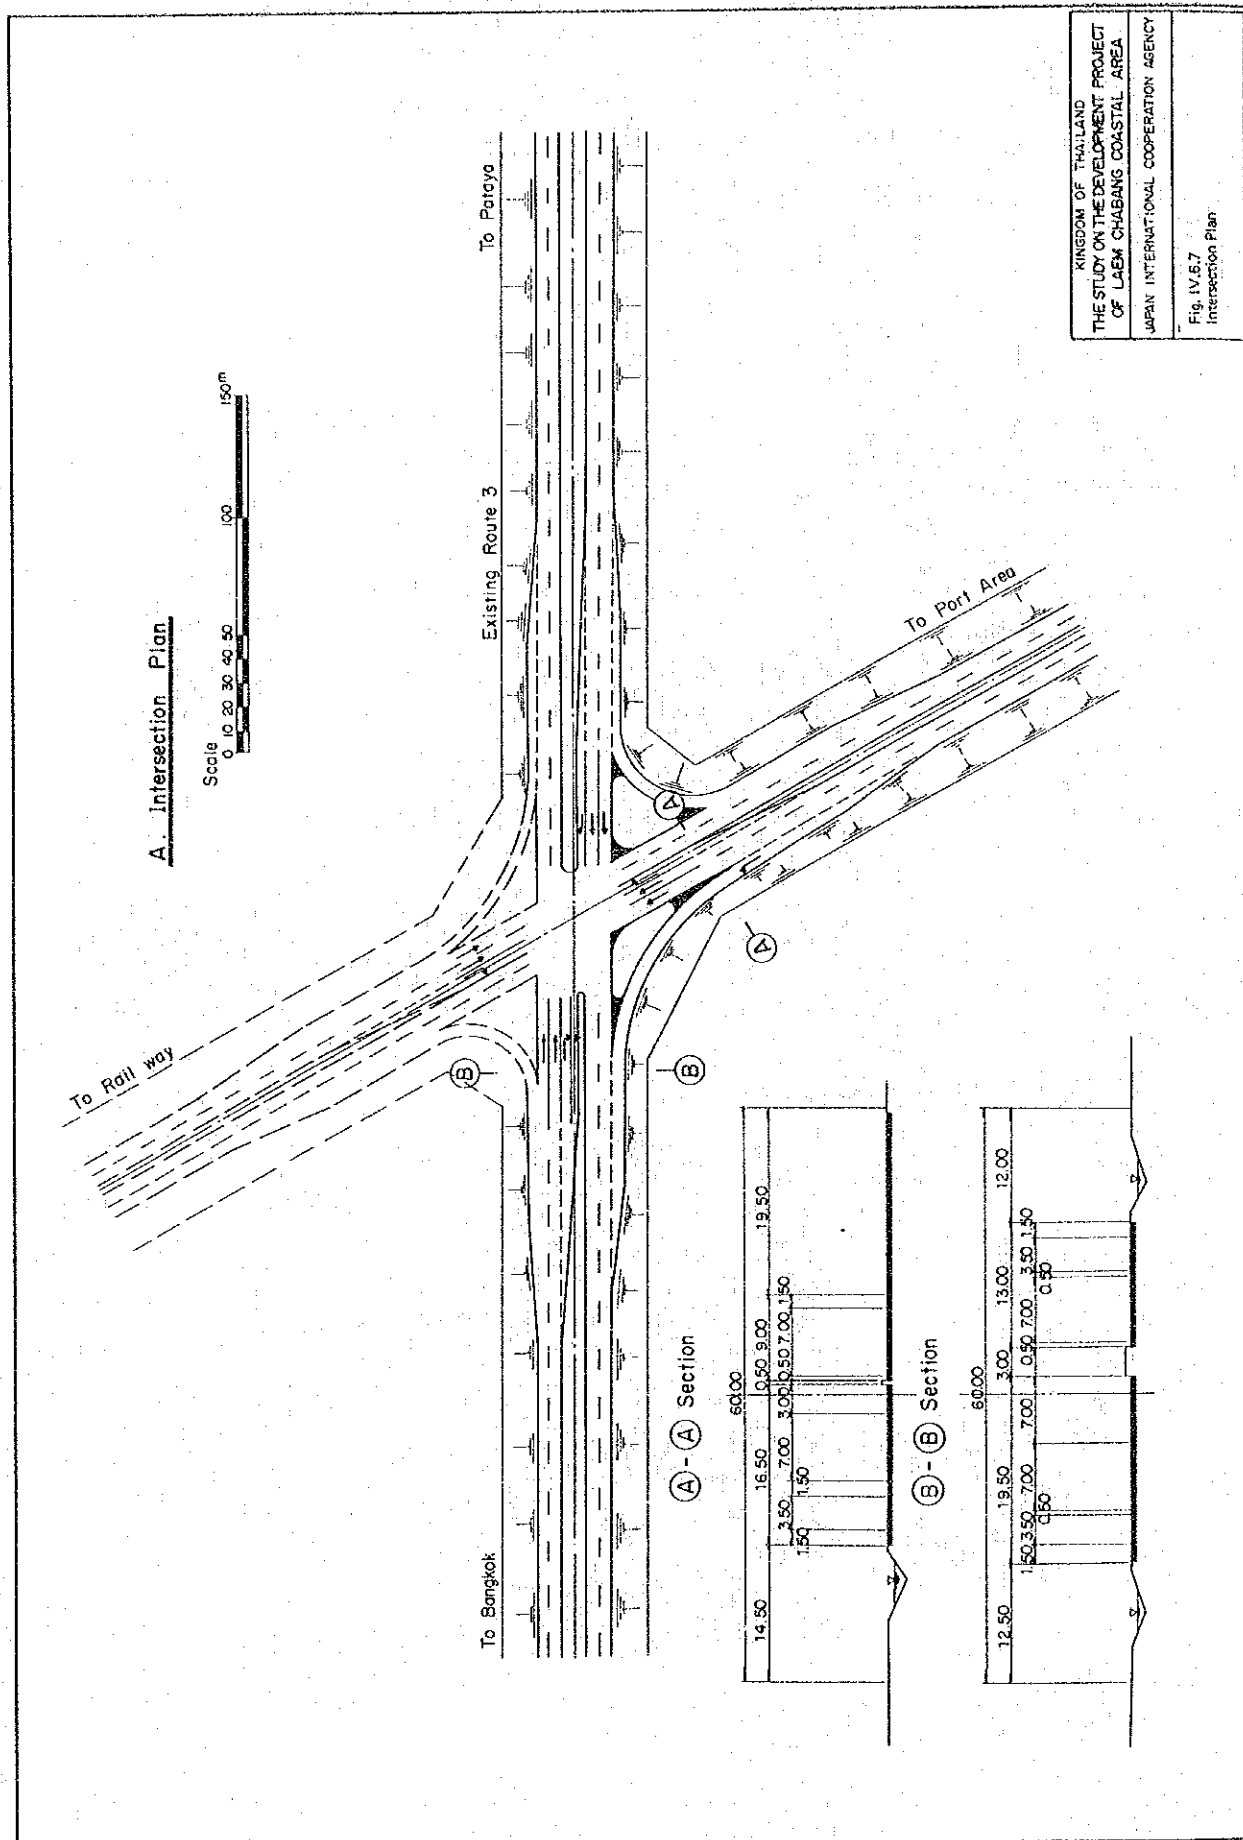 A. Intersection Plan
Scale
0 10 20 30 40 50 100 150m
To Rail way
To Bangkok
Existing Route 3
To Pataya
To Port Area
A
A
B
B
A - A Section
60.00
14.50 16.50 0.50 9.00 19.50
3.50 7.00 3.00 0.50 7.00 1.50
1.50 1.50
B - B Section
60.00
12.50 19.50 3.00 13.00 12.00
1.50 3.50 7.00 7.00 0.50 7.00 3.50 1.50
0.50 0.50
KINGDOM OF THAILAND
THE STUDY ON THE DEVELOPMENT PROJECT
OF LAEM CHABANG COASTAL AREA
JAPAN INTERNATIONAL COOPERATION AGENCY
Fig. IV.6.7
Intersection Plan